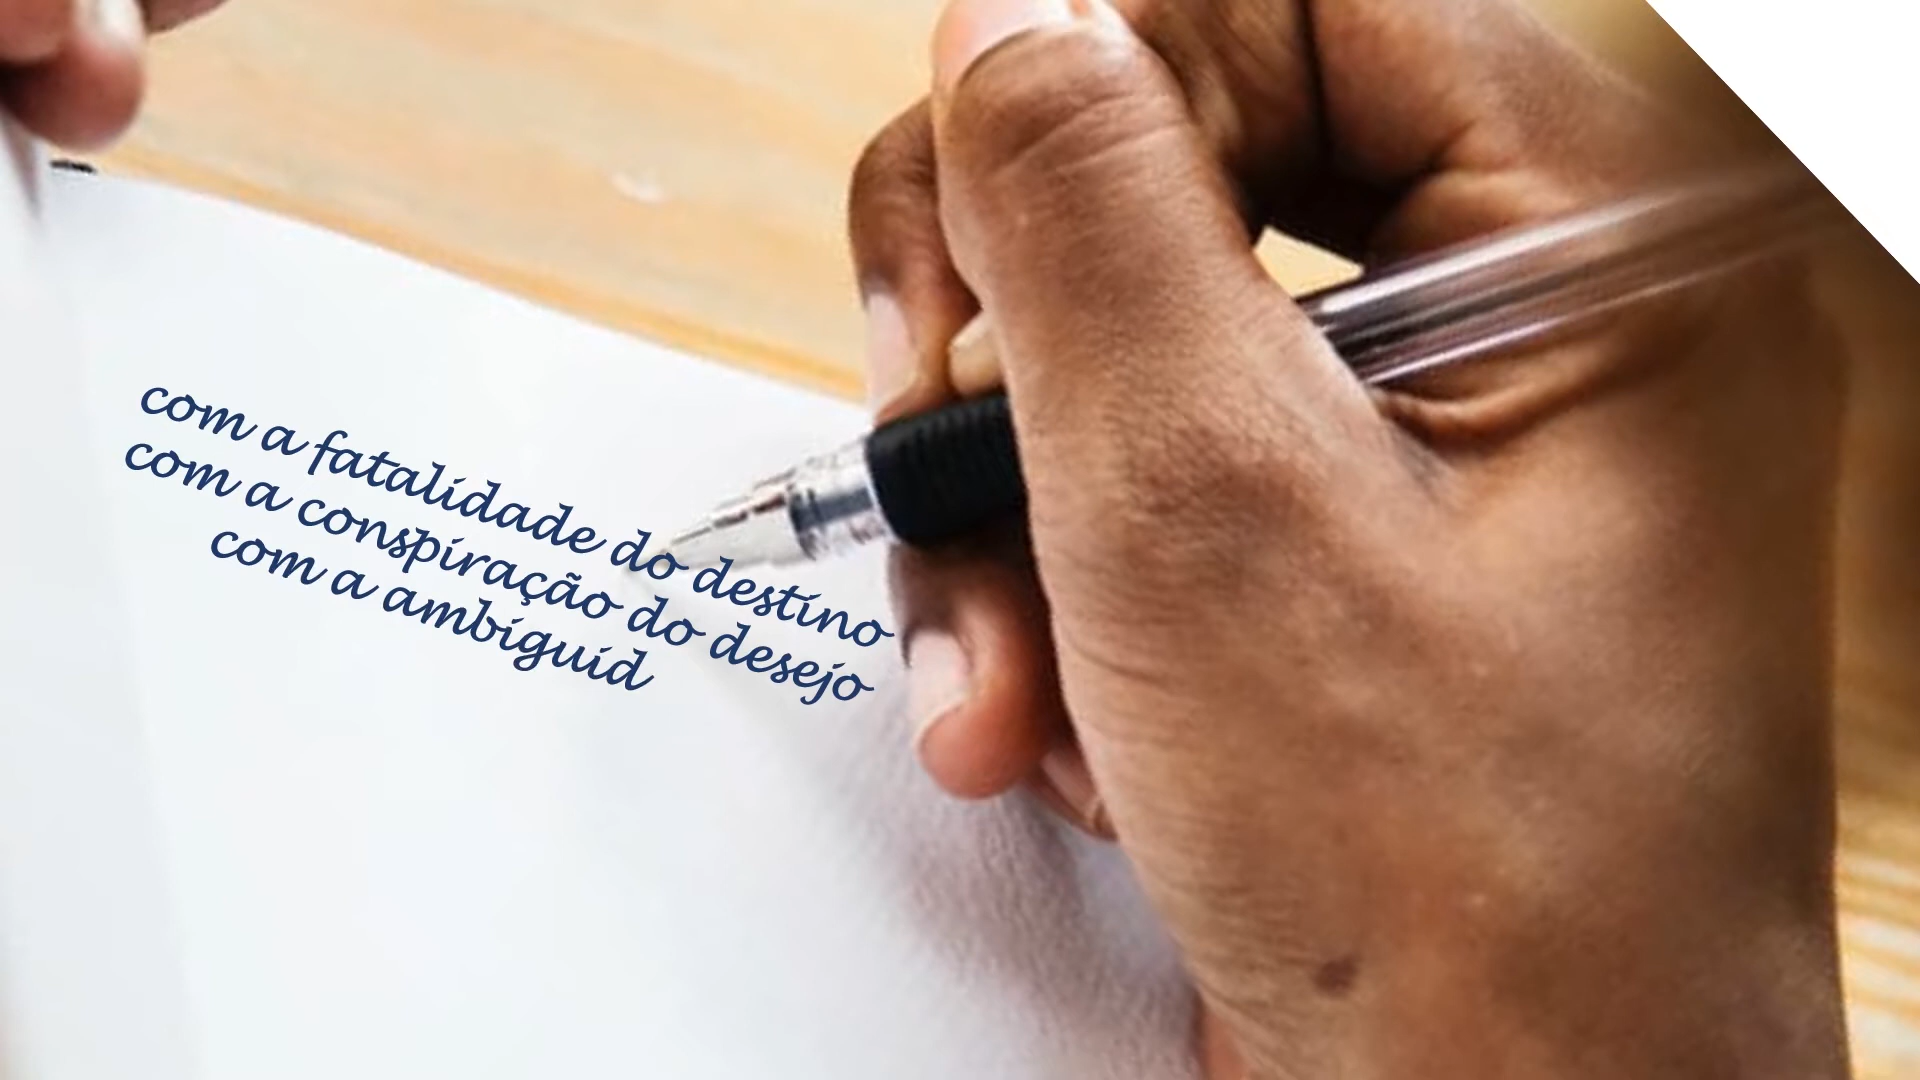 com a fatalidade do destino
com a conspiração do desejo
com a ambiguid